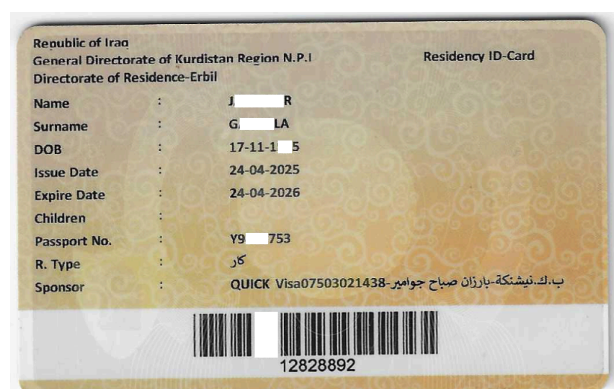 Republic of Iraq
General Directorate of Kurdistan Region N.P.I
Residency ID-Card
Directorate of Residence-Erbil
Name : J R
Surname : G LA
DOB : 17-11-1 5
Issue Date : 24-04-2025
Expire Date : 24-04-2026
Children :
Passport No. : Y9 753
R. Type : کار
Sponsor : QUICK Visa07503021438-ب.ك.نيشنكة-بارزان صباح جوامير
12828892